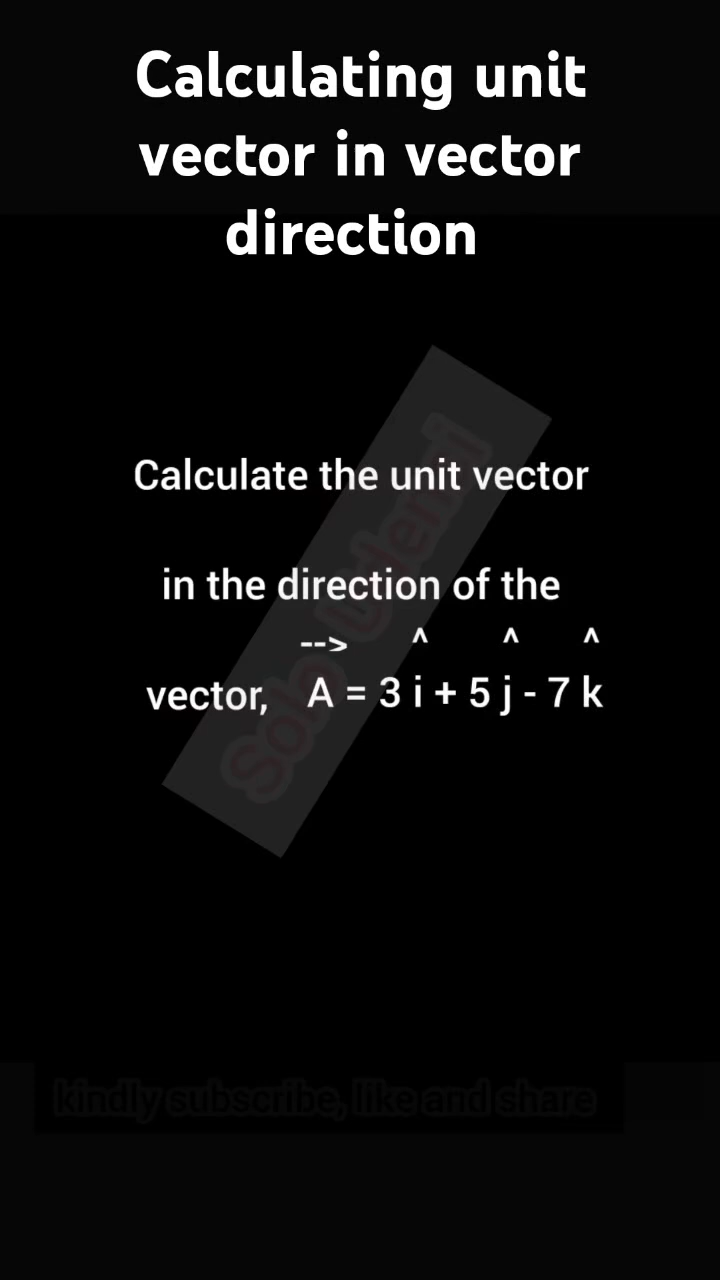 Calculating unit
vector in vector
direction
Calculate the unit vector
in the direction of the
--> ^ ^ ^
vector, A = 3 i + 5 j - 7 k
kindly subscribe, like and share